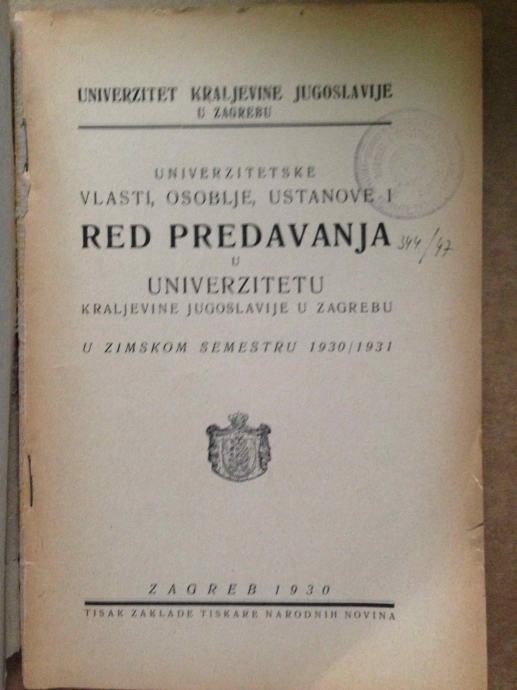 UNIVERZITET KRALJEVINE JUGOSLAVIJE
U ZAGREBU
UNIVERZITETSKE
VLASTI, OSOBLJE, USTANOVE I
RED PREDAVANJA
344/47
U
UNIVERZITETU
KRALJEVINE JUGOSLAVIJE U ZAGREBU
U ZIMSKOM SEMESTRU 1930/1931
ZAGREB 1930
TISAK ZAKLADE TISKARE NARODNIH NOVINA